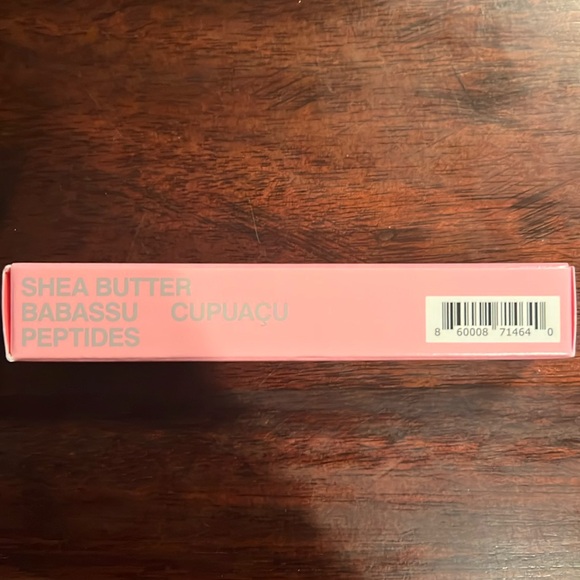 SHEA BUTTER
BABASSU CUPUAÇU
PEPTIDES
8 60008 71464 0